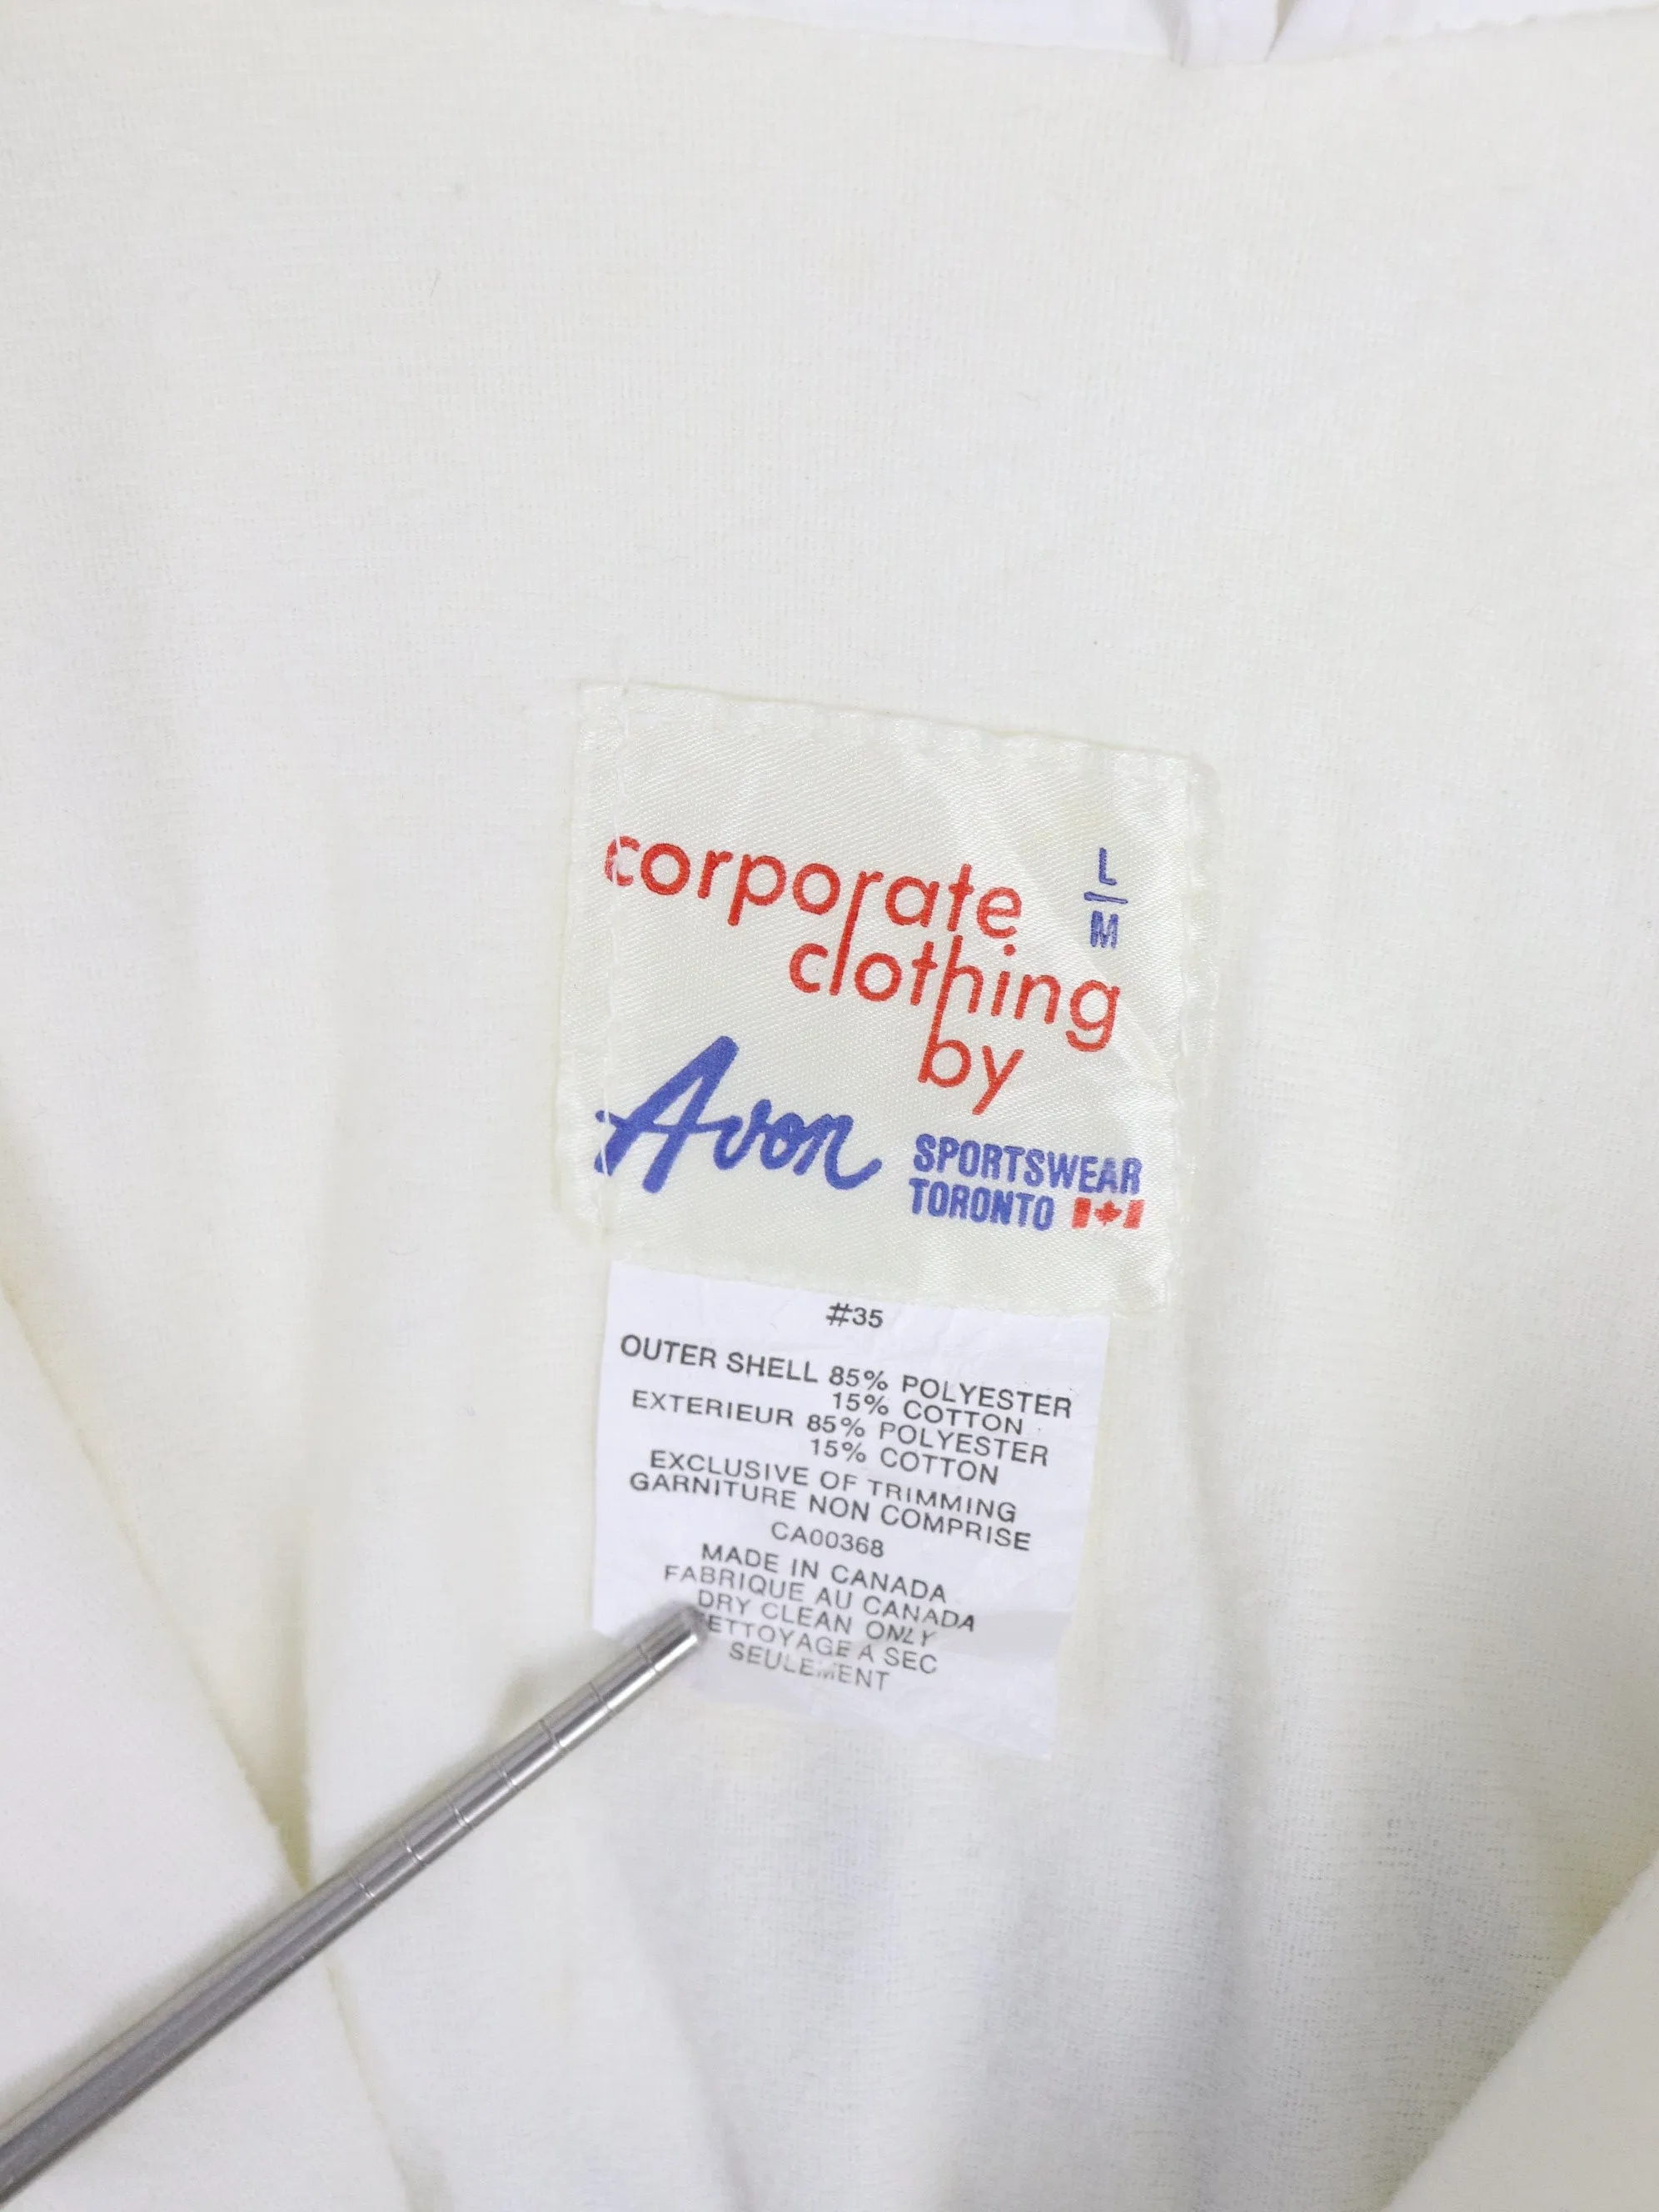 corporate
clothing
by
L
M
Avon SPORTSWEAR
TORONTO
#35
OUTER SHELL 85% POLYESTER
15% COTTON
EXTERIEUR 85% POLYESTER
15% COTTON
EXCLUSIVE OF TRIMMING
GARNITURE NON COMPRISE
CA00368
MADE IN CANADA
FABRIQUE AU CANADA
DRY CLEAN ONLY
NETTOYAGE A SEC
SEULEMENT